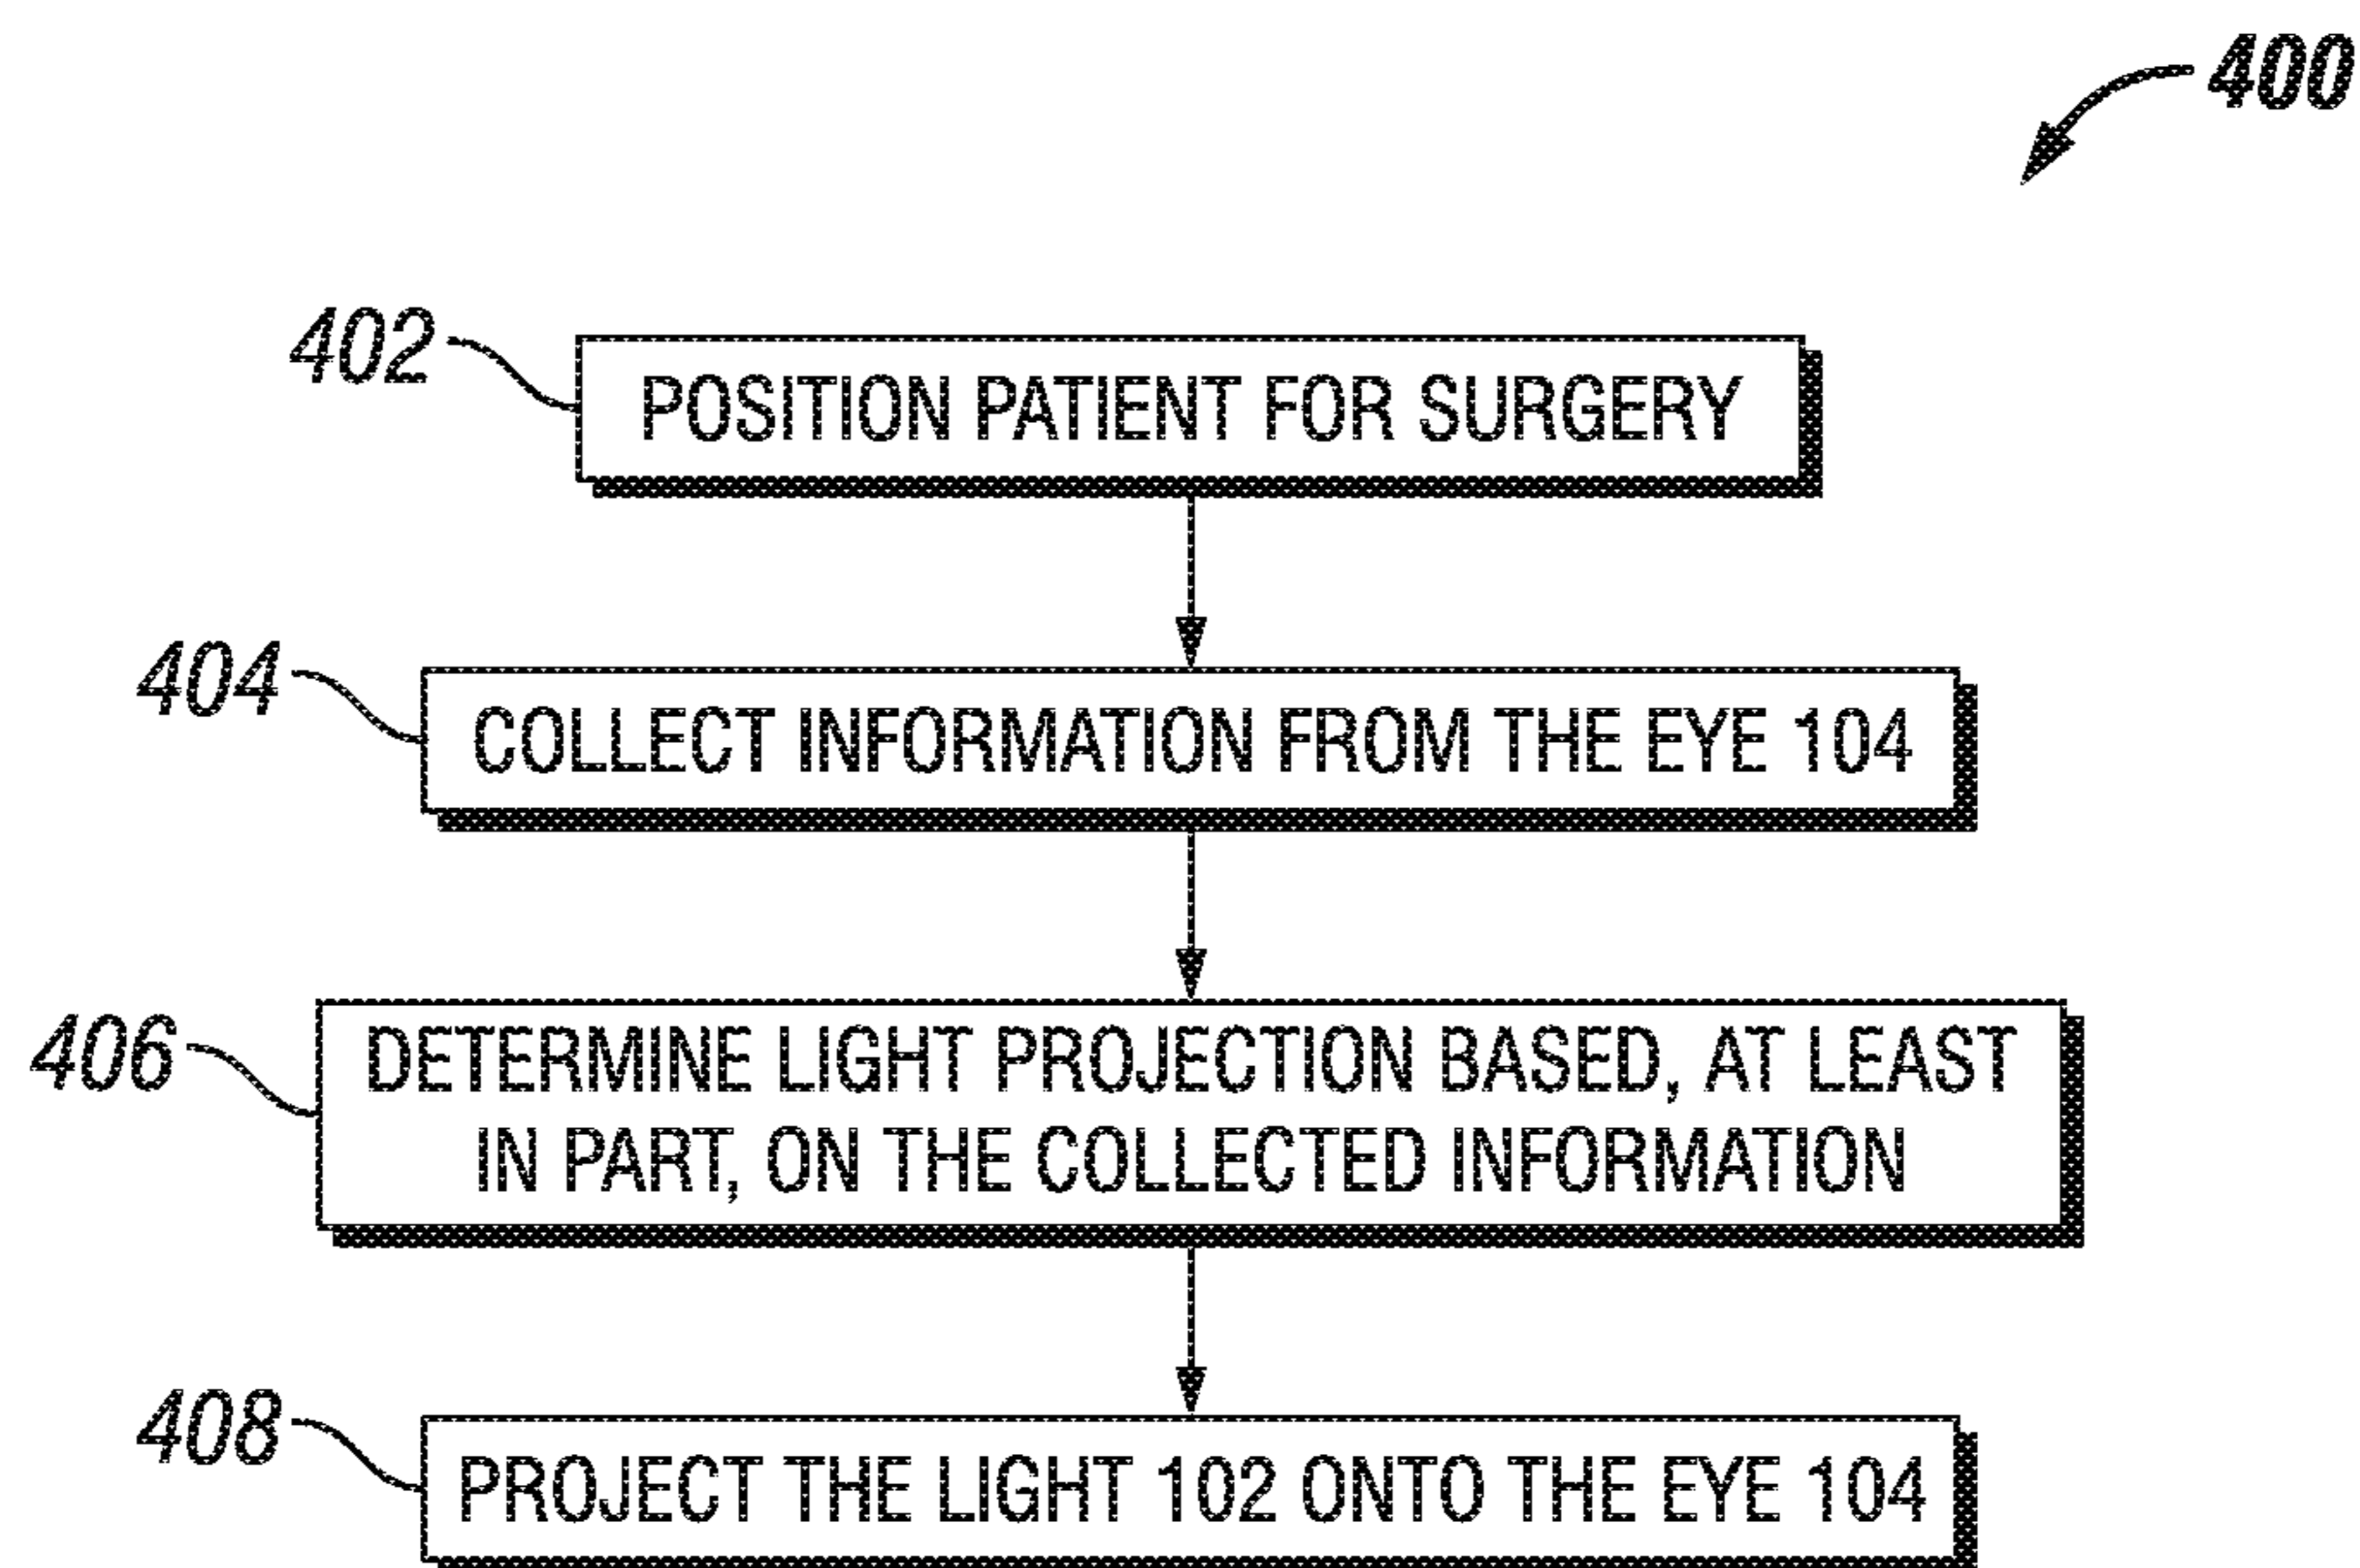 400
402
POSITION PATIENT FOR SURGERY
404
COLLECT INFORMATION FROM THE EYE 104
406
DETERMINE LIGHT PROJECTION BASED, AT LEAST
IN PART, ON THE COLLECTED INFORMATION
408
PROJECT THE LIGHT 102 ONTO THE EYE 104